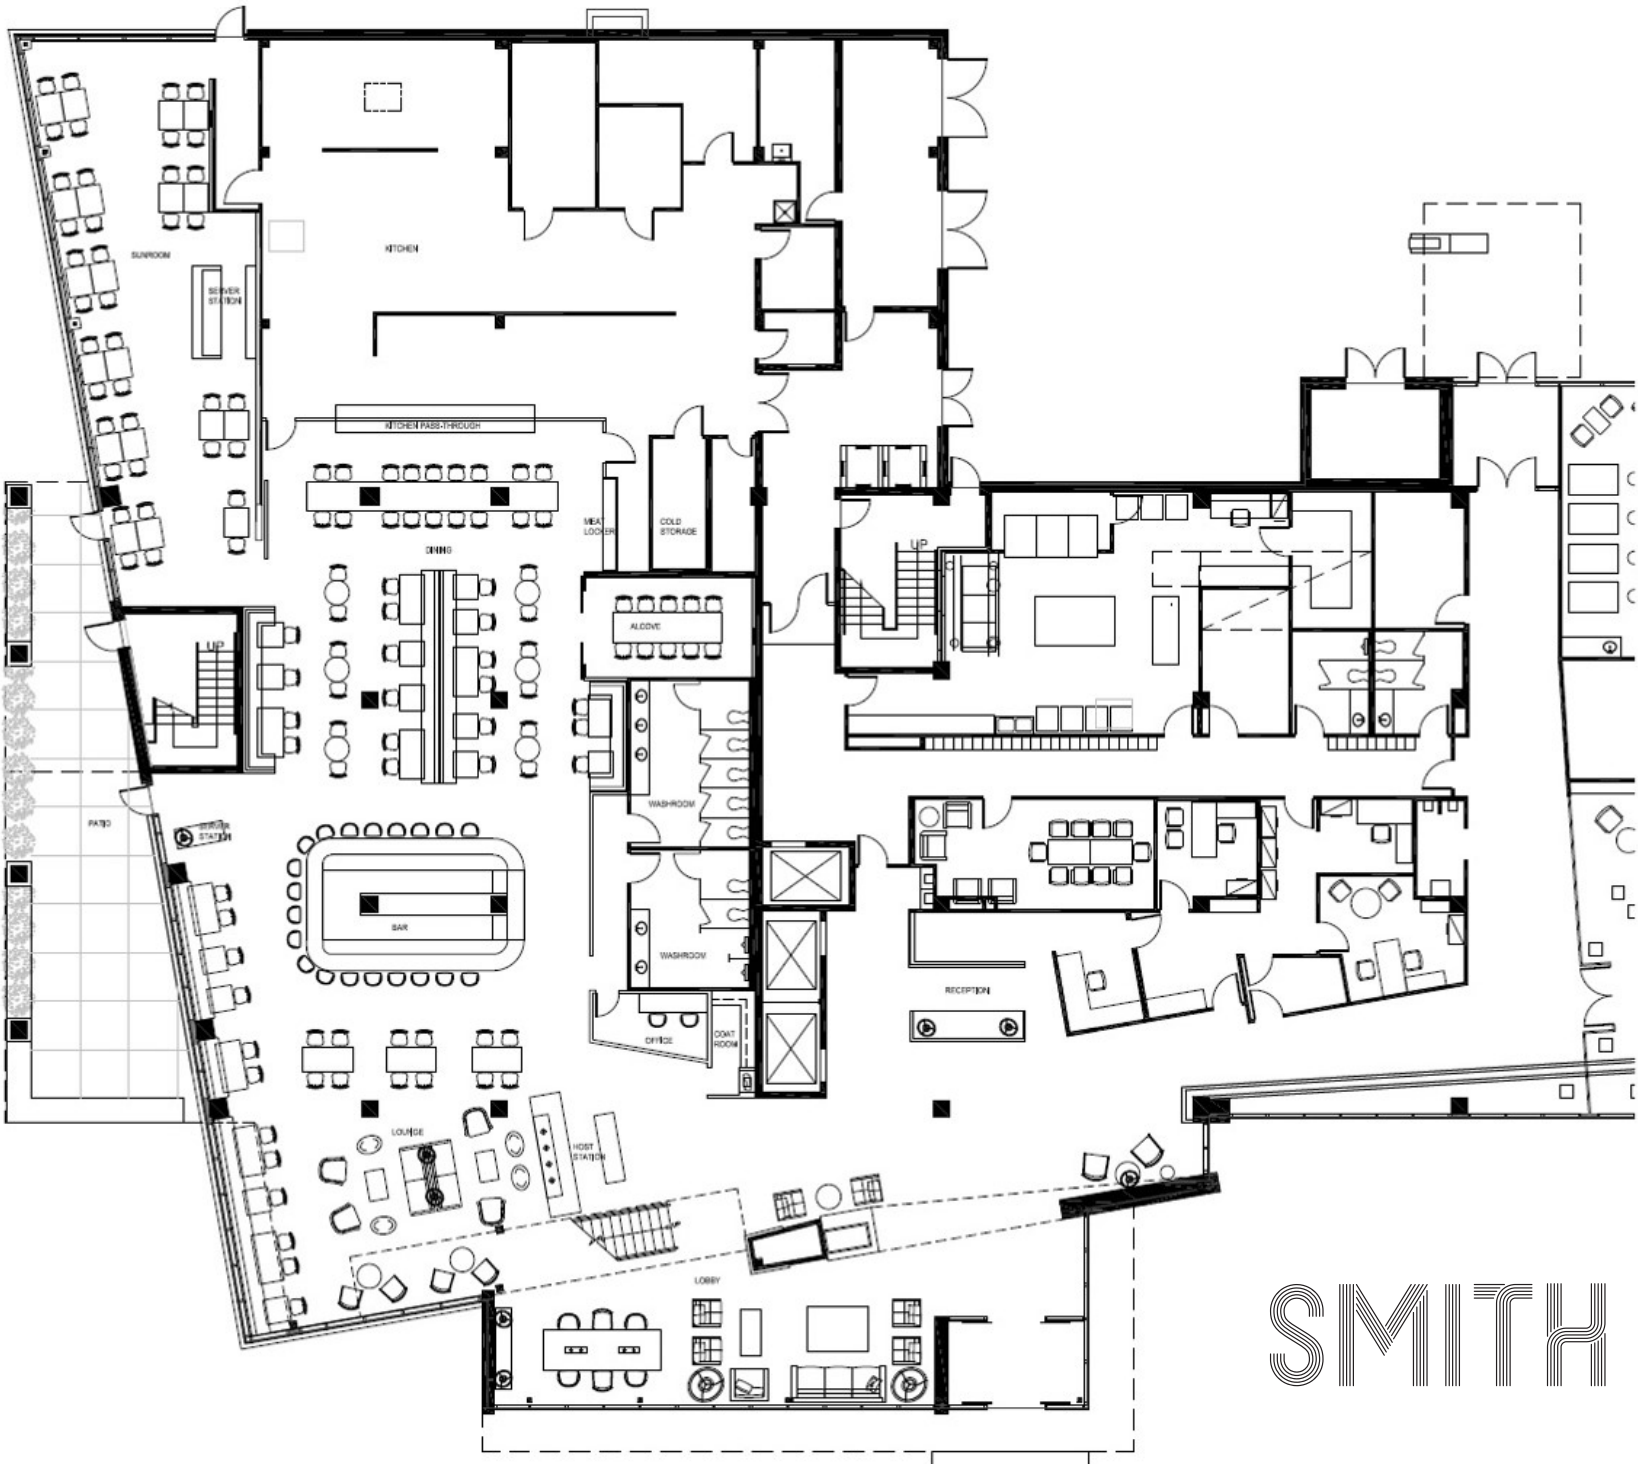 KITCHEN
SUNROOM
SERVER
STATION
KITCHEN PASS-THROUGH
MEAT
LOCKER
COLD
STORAGE
DINING
UP
ALCOVE
UP
WASHROOM
PATIO
SERVER
STATION
BAR
WASHROOM
RECEPTION
OFFICE
COAT
ROOM
LOUNGE
HOST
STATION
LOBBY
SMITH